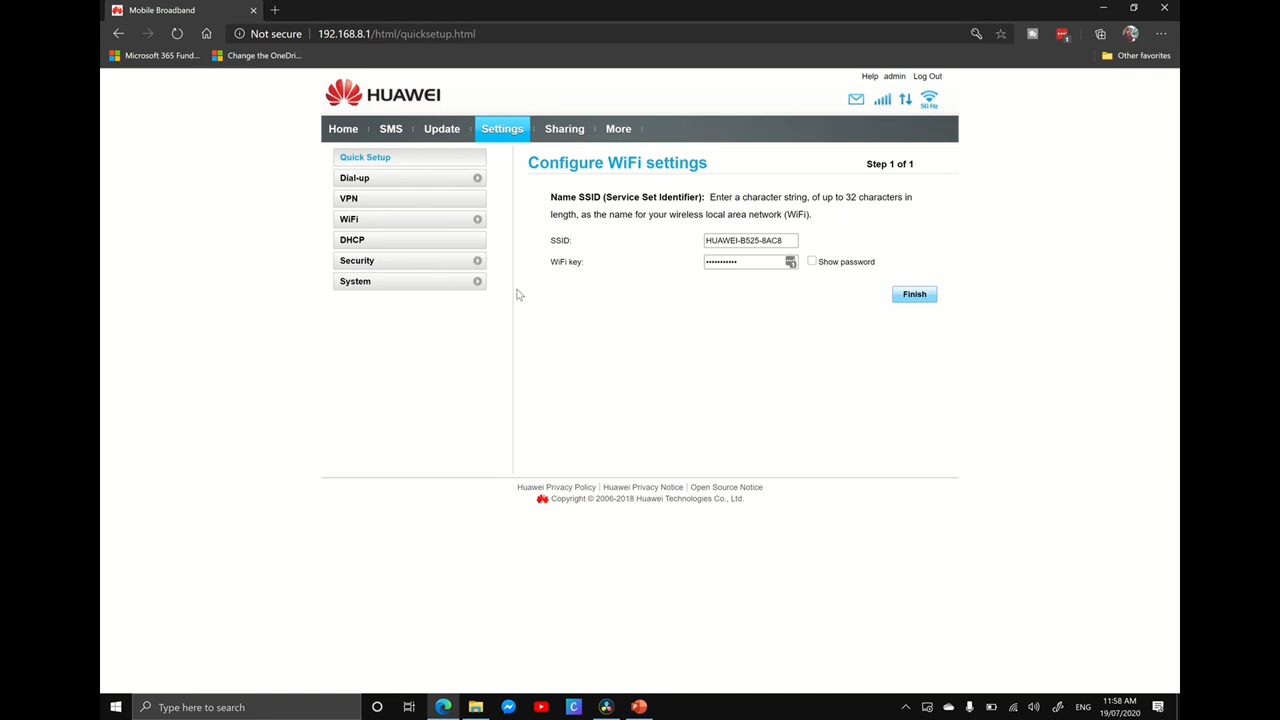 Mobile Broadband
Not secure 192.168.8.1/html/quicksetup.html
Microsoft 365 Fund... Change the OneDri... Other favorites
Help admin Log Out
HUAWEI
5G Hz
Home SMS Update Settings Sharing More
Quick Setup
Dial-up
VPN
WiFi
DHCP
Security
System
Configure WiFi settings Step 1 of 1
Name SSID (Service Set Identifier): Enter a character string, of up to 32 characters in
length, as the name for your wireless local area network (WiFi).
SSID: HUAWEI-B525-8AC8
WiFi key: ••••••••••• Show password
Finish
Huawei Privacy Policy | Huawei Privacy Notice | Open Source Notice
Copyright © 2006-2018 Huawei Technologies Co., Ltd.
Type here to search
ENG
11:58 AM
19/07/2020